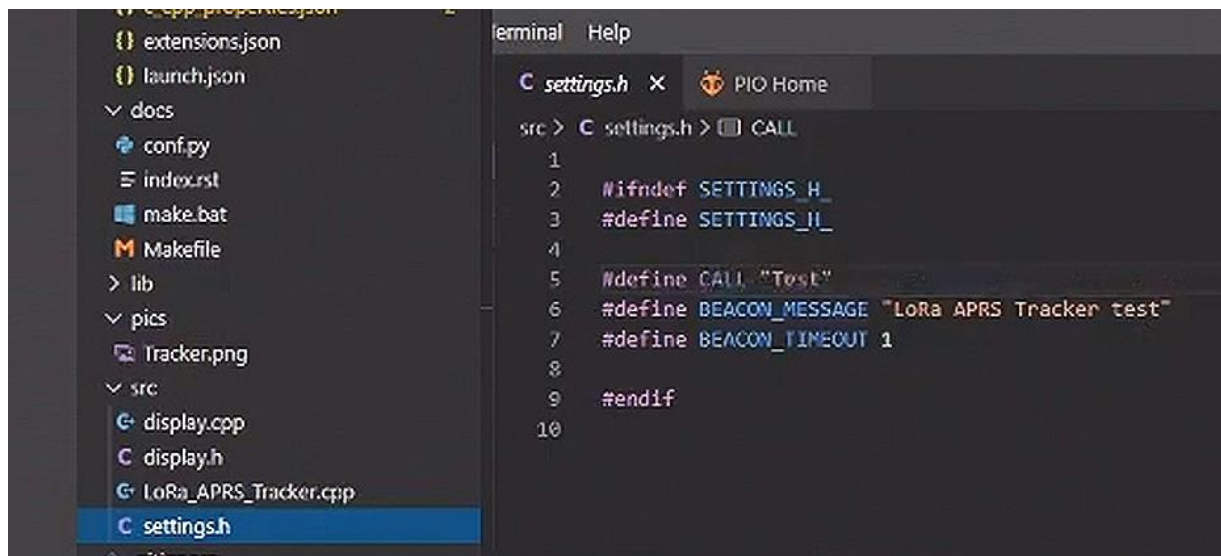 c_cpp_properties.json 2
extensions.json
launch.json
docs
conf.py
index.rst
make.bat
Makefile
lib
pics
Tracker.png
src
display.cpp
display.h
LoRa_APRS_Tracker.cpp
settings.h
Terminal Help
settings.h PIO Home
src > C settings.h > CALL
1
2 #ifndef SETTINGS_H_
3 #define SETTINGS_H_
4
5 #define CALL "Test"
6 #define BEACON_MESSAGE "LoRa APRS Tracker test"
7 #define BEACON_TIMEOUT 1
8
9 #endif
10